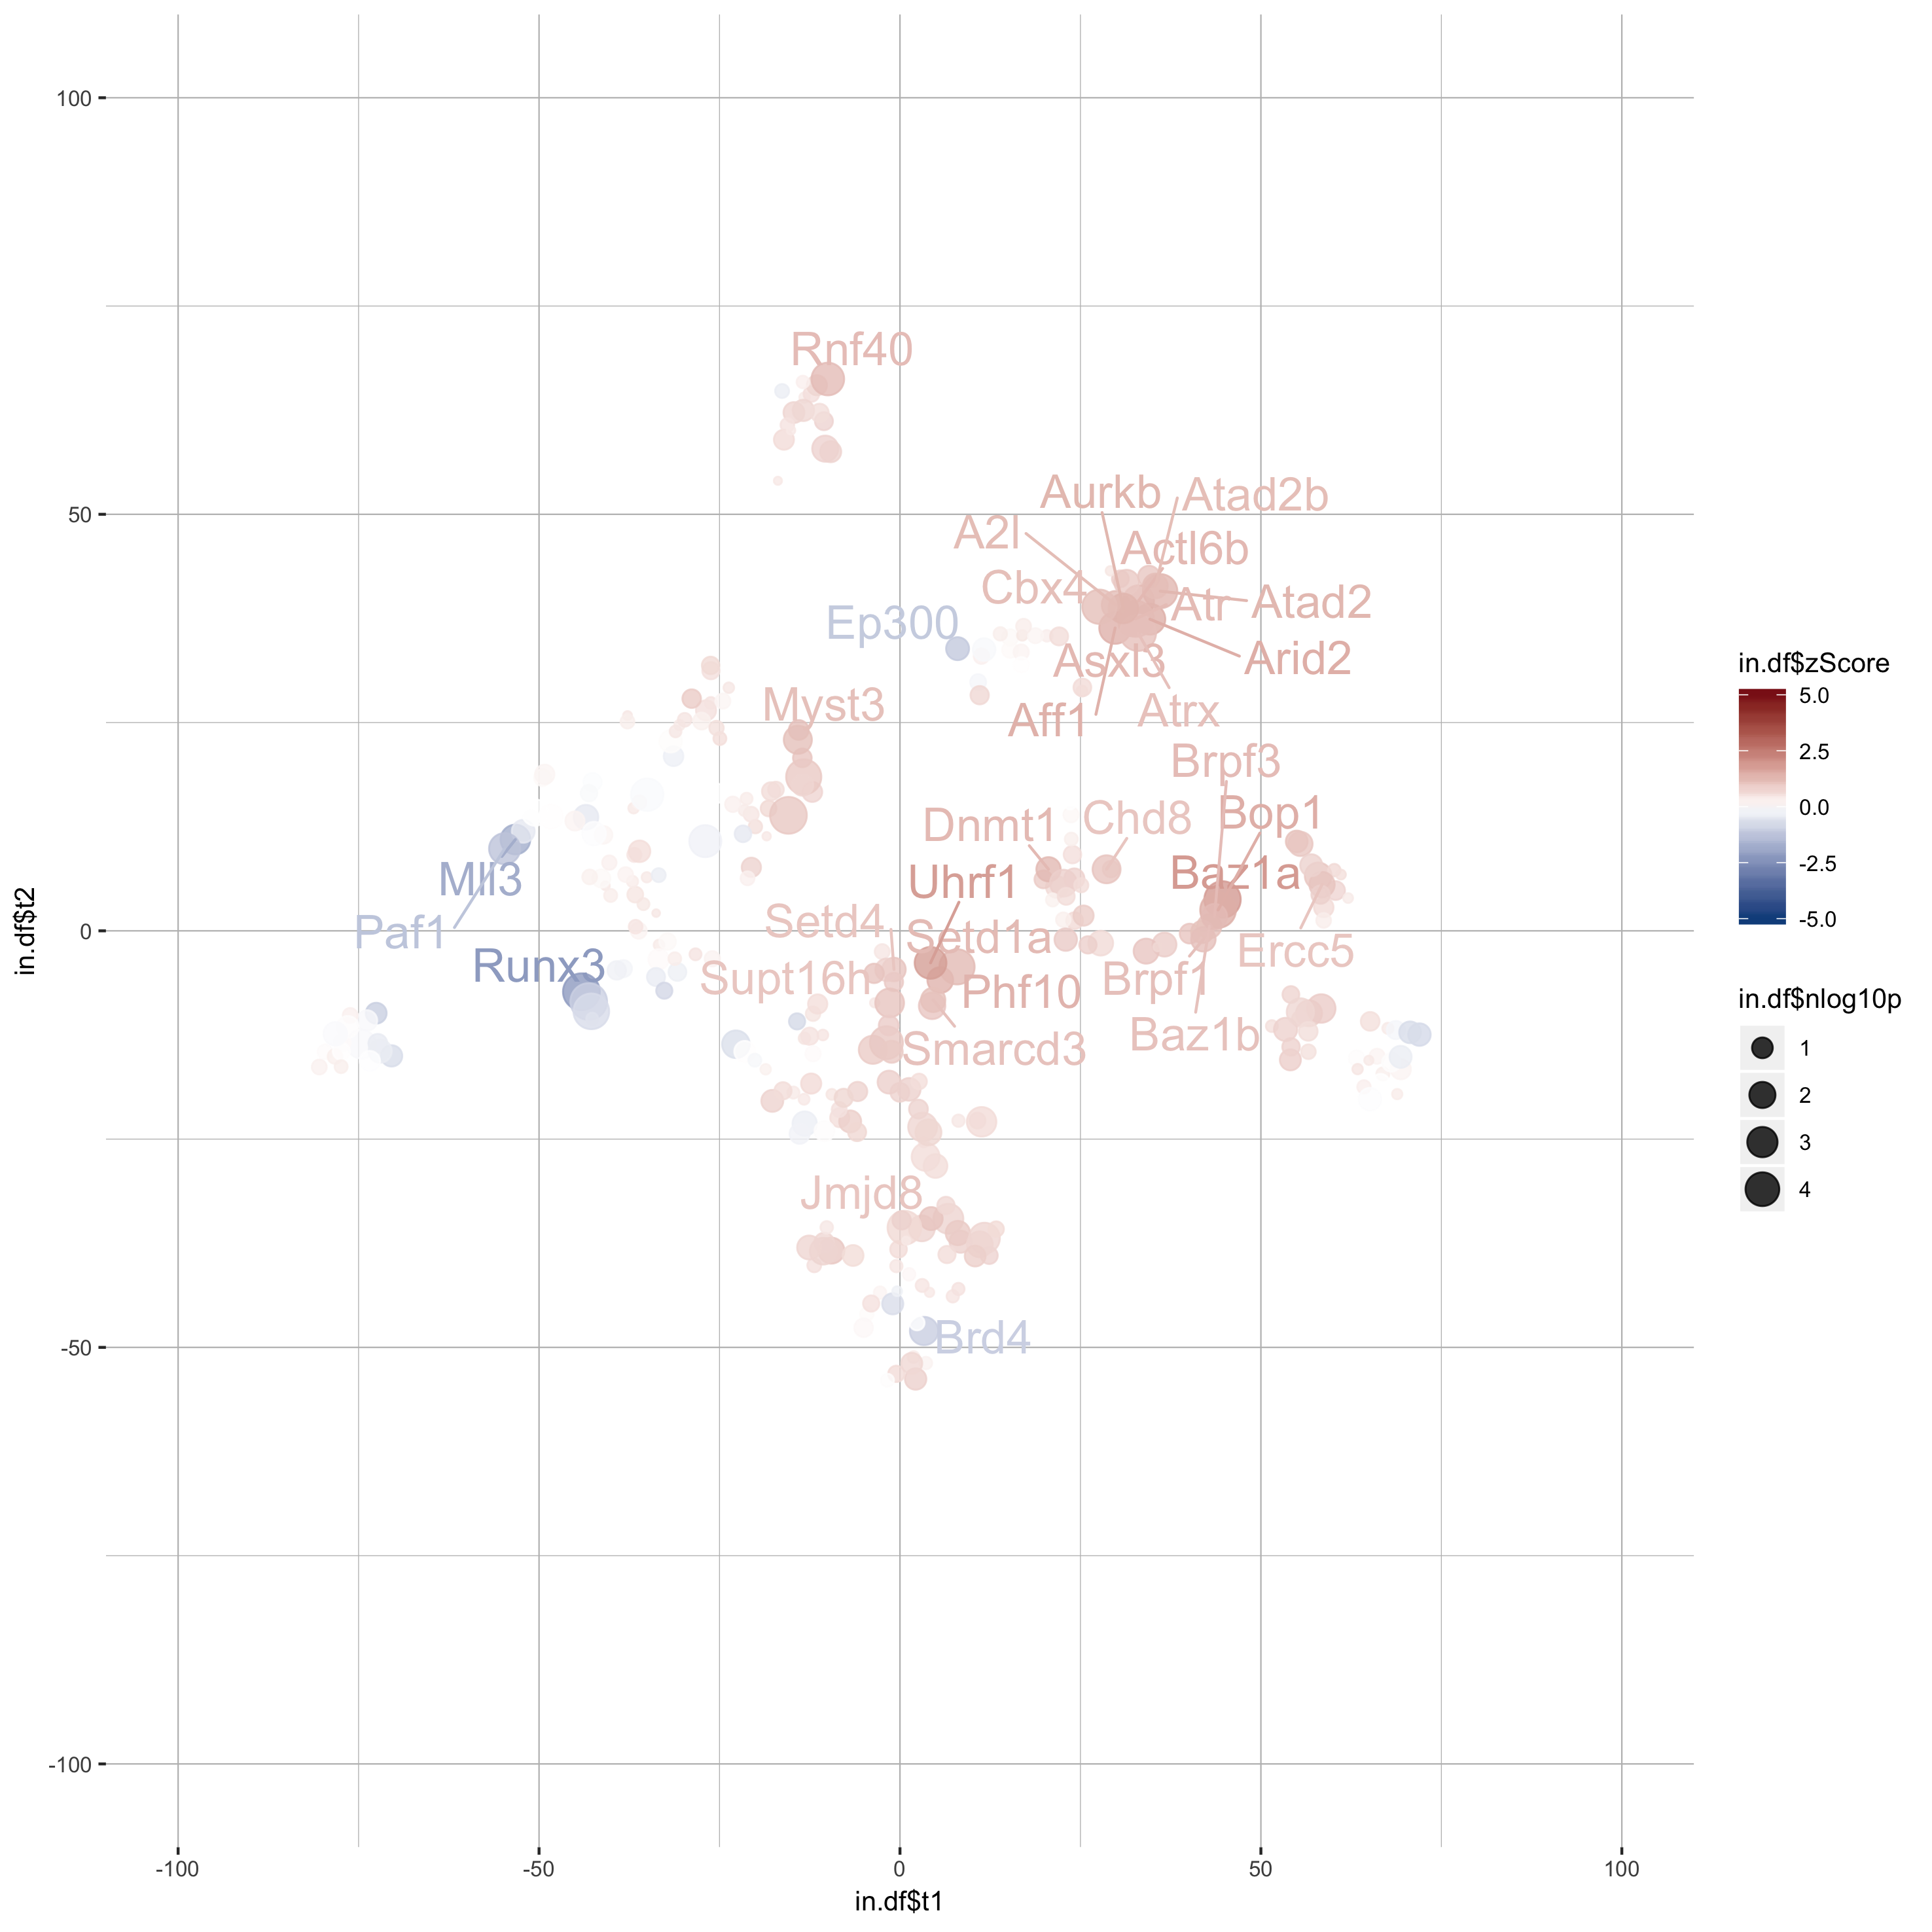 100
50
0
-50
-100
in.df$t2
Rnf40
Aurkb
Atad2b
A2l
Actl6b
Cbx4
Atr
Atad2
Ep300
Asxl3
Arid2
Myst3
Aff1
Atrx
Brpf3
Dnmt1
Chd8
Bop1
Mll3
Uhrf1
Baz1a
Paf1
Setd4
Setd1a
Ercc5
Runx3
Supt16h
Phf10
Brpf1
Smarcd3
Baz1b
Jmjd8
Brd4
-100
-50
0
50
100
in.df$t1
in.df$zScore
5.0
2.5
0.0
-2.5
-5.0
in.df$nlog10p
1
2
3
4